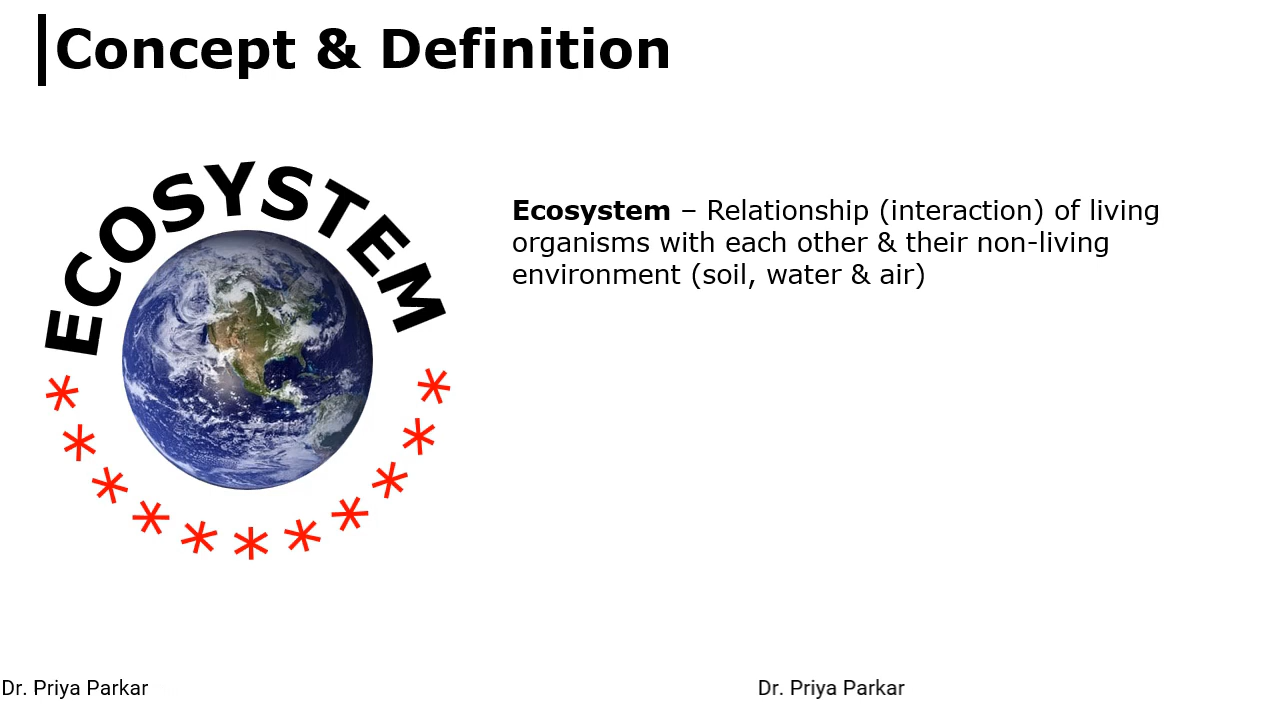 Concept & Definition
ECOSYSTEM
* * * * * * * * * * *
Ecosystem – Relationship (interaction) of living
organisms with each other & their non-living
environment (soil, water & air)
Dr. Priya Parkar
Dr. Priya Parkar